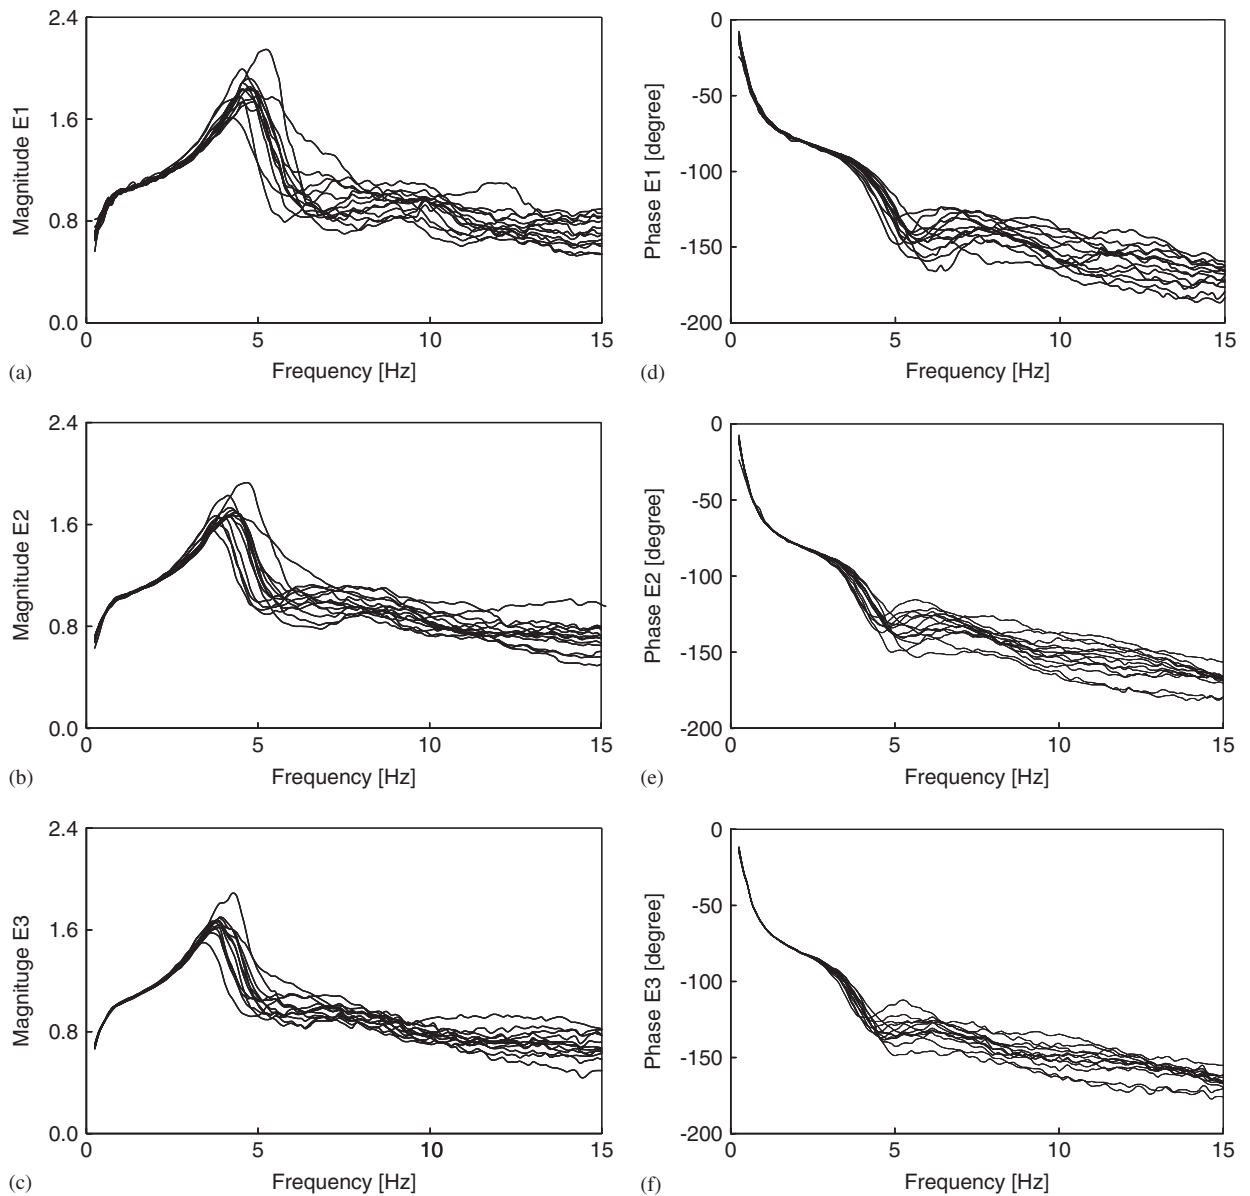 2.4
1.6
0.8
0.0
Magnitude E1
0
5
10
15
Frequency [Hz]
(a)
0
-50
-100
-150
-200
Phase E1 [degree]
0
5
10
15
Frequency [Hz]
(d)
2.4
1.6
0.8
0.0
Magnitude E2
0
5
10
15
Frequency [Hz]
(b)
0
-50
-100
-150
-200
Phase E2 [degree]
0
5
10
15
Frequency [Hz]
(e)
2.4
1.6
0.8
0.0
Magnituge E3
0
5
10
15
Frequency [Hz]
(c)
0
-50
-100
-150
-200
Phase E3 [degree]
0
5
10
15
Frequency [Hz]
(f)